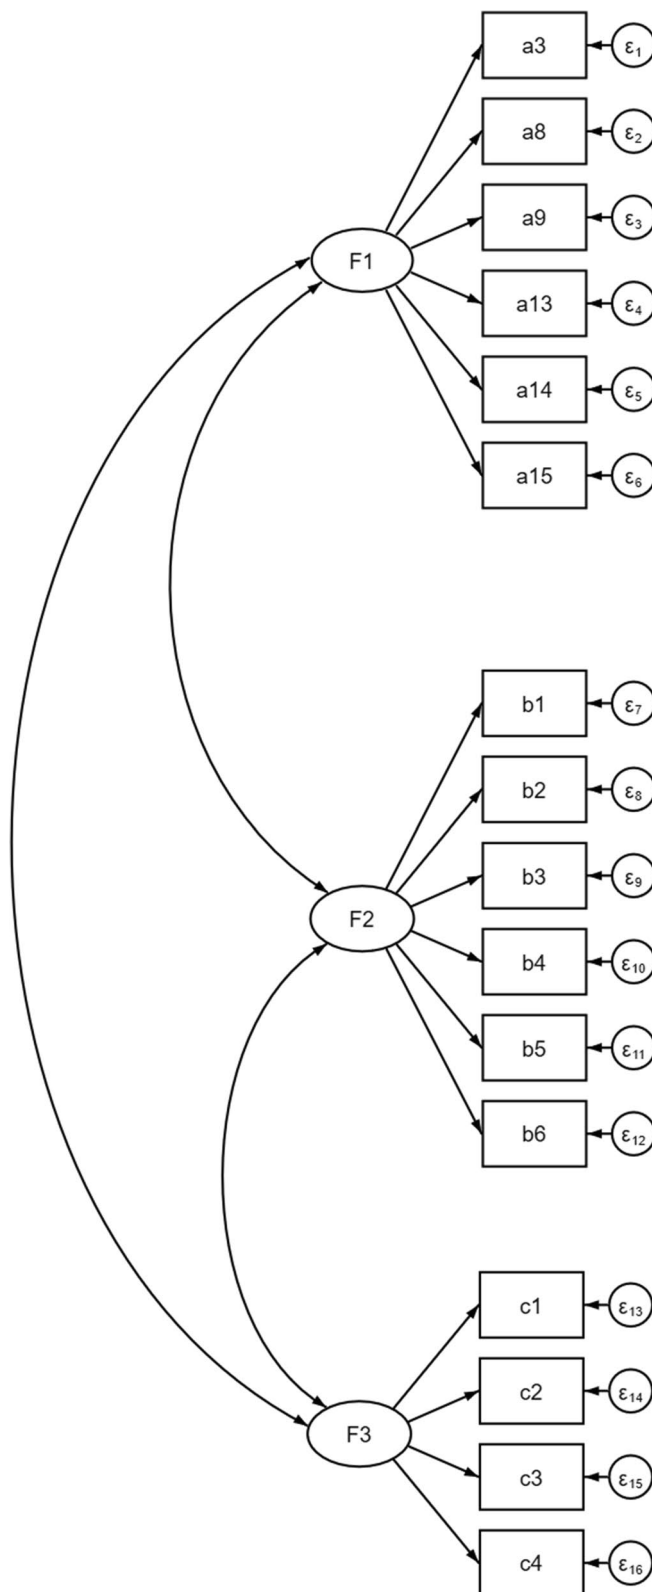 a3 ε₁
a8 ε₂
a9 ε₃
F1
a13 ε₄
a14 ε₅
a15 ε₆
b1 ε₇
b2 ε₈
b3 ε₉
F2
b4 ε₁₀
b5 ε₁₁
b6 ε₁₂
c1 ε₁₃
c2 ε₁₄
F3
c3 ε₁₅
c4 ε₁₆